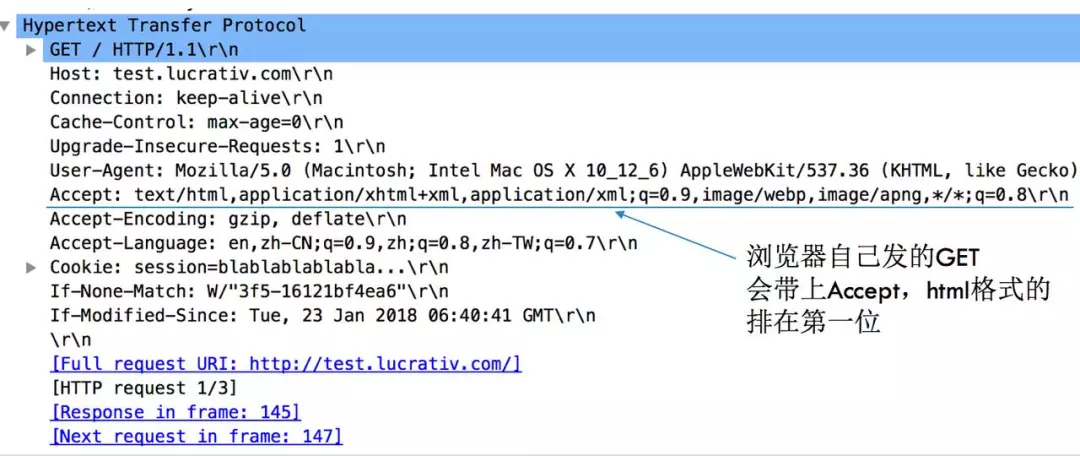 Hypertext Transfer Protocol
GET / HTTP/1.1\r\n
Host: test.lucrativ.com\r\n
Connection: keep-alive\r\n
Cache-Control: max-age=0\r\n
Upgrade-Insecure-Requests: 1\r\n
User-Agent: Mozilla/5.0 (Macintosh; Intel Mac OS X 10_12_6) AppleWebKit/537.36 (KHTML, like Gecko)
Accept: text/html,application/xhtml+xml,application/xml;q=0.9,image/webp,image/apng,*/*;q=0.8\r\n
Accept-Encoding: gzip, deflate\r\n
Accept-Language: en,zh-CN;q=0.9,zh;q=0.8,zh-TW;q=0.7\r\n
Cookie: session=blablablablabla...\r\n
If-None-Match: W/"3f5-16121bf4ea6"\r\n
If-Modified-Since: Tue, 23 Jan 2018 06:40:41 GMT\r\n
\r\n
[Full request URI: http://test.lucrativ.com/]
[HTTP request 1/3]
[Response in frame: 145]
[Next request in frame: 147]
浏览器自己发的GET
会带上Accept，html格式的
排在第一位